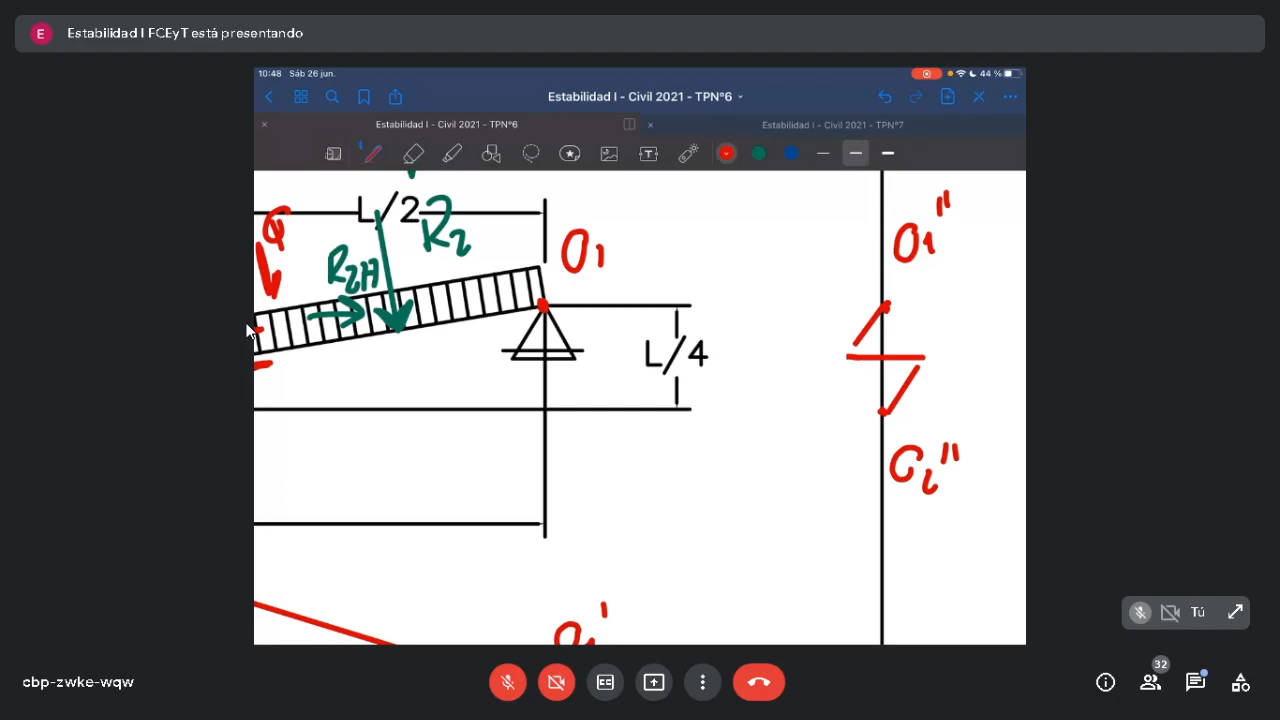 E Estabilidad I FCEyT está presentando
10:48 Sáb 26 jun. 44 %
Estabilidad I - Civil 2021 - TPN°6
Estabilidad I - Civil 2021 - TPN°6
Estabilidad I - Civil 2021 - TPN°7
L/2
R2
O1
O1"
R2H
L/4
Tú
cbp-zwke-wqw
32